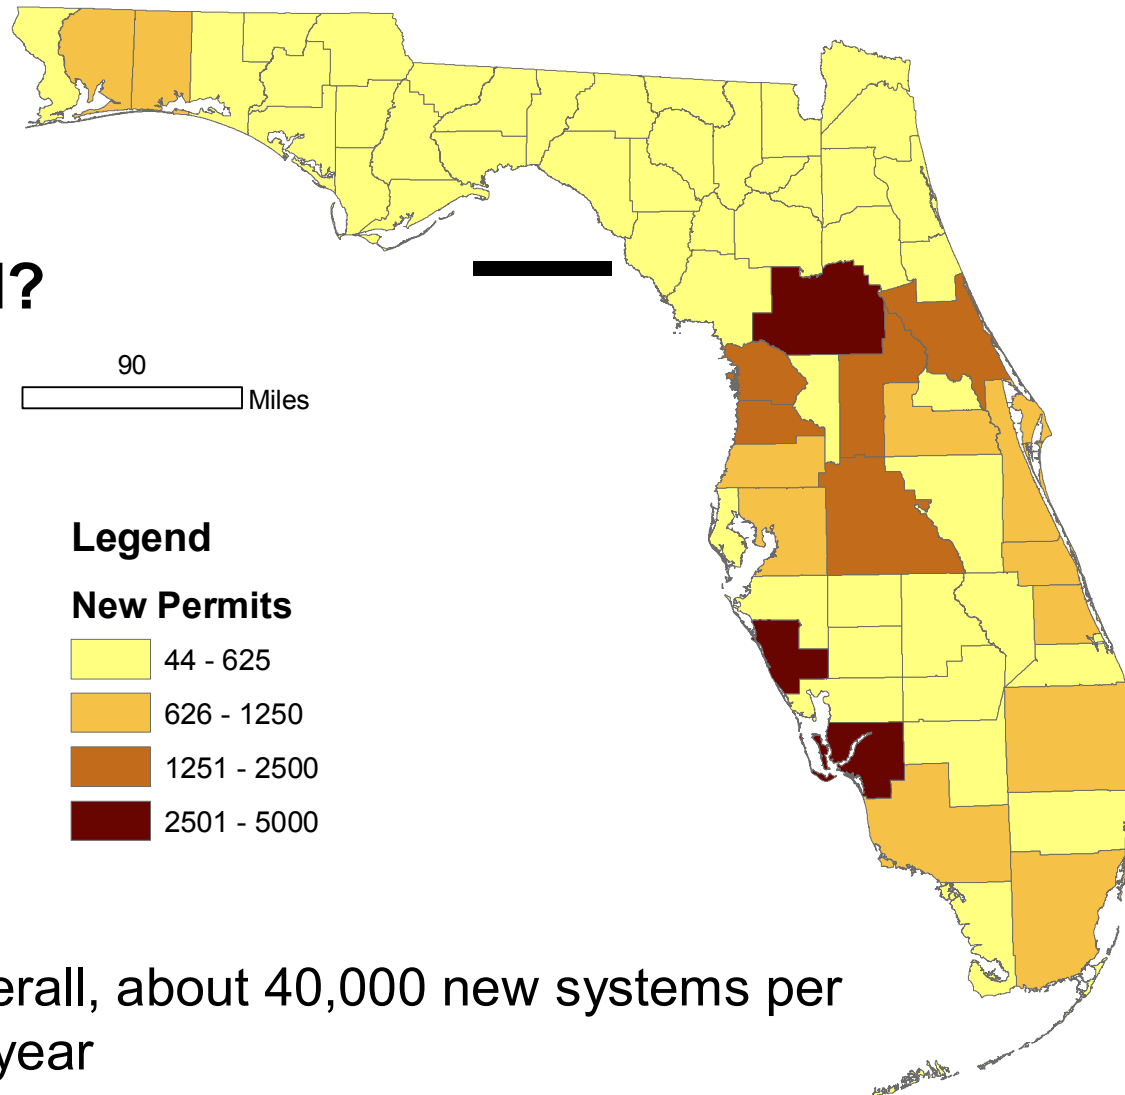 ?
90
Miles
Legend
New Permits
44 - 625
626 - 1250
1251 - 2500
2501 - 5000
erall, about 40,000 new systems per
year